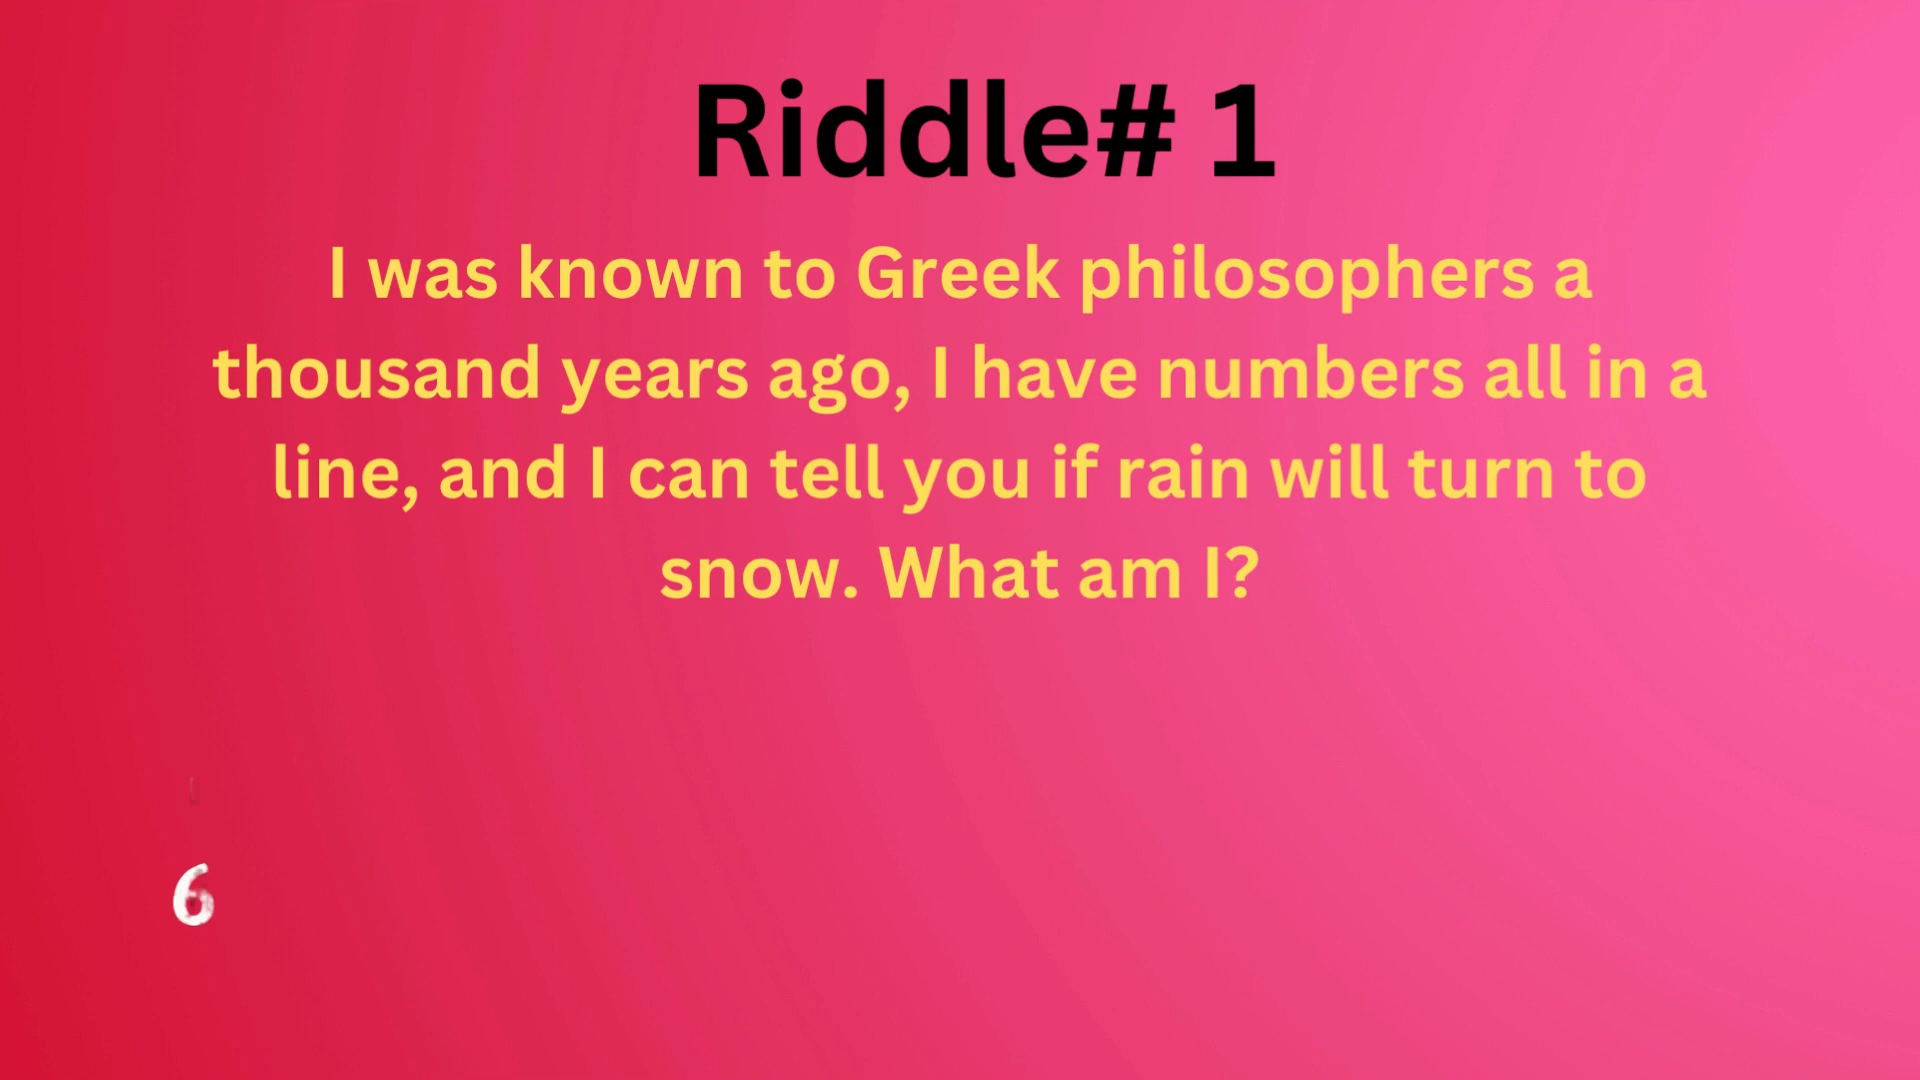 Riddle# 1
I was known to Greek philosophers a
thousand years ago, I have numbers all in a
line, and I can tell you if rain will turn to
snow. What am I?
6